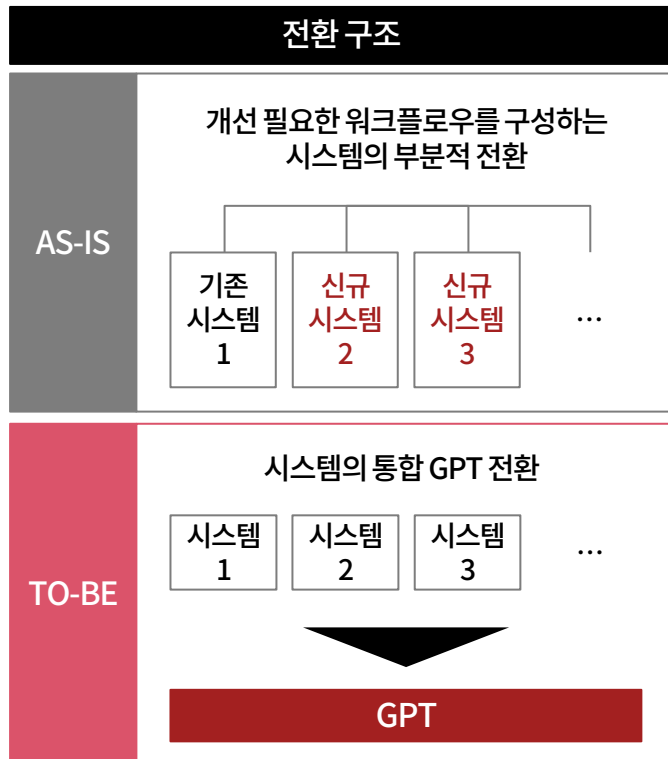 전환 구조
AS-IS
개선 필요한 워크플로우를 구성하는
시스템의 부분적 전환
기존
시스템
1
신규
시스템
2
신규
시스템
3
…
TO-BE
시스템의 통합 GPT 전환
시스템
1
시스템
2
시스템
3
…
GPT